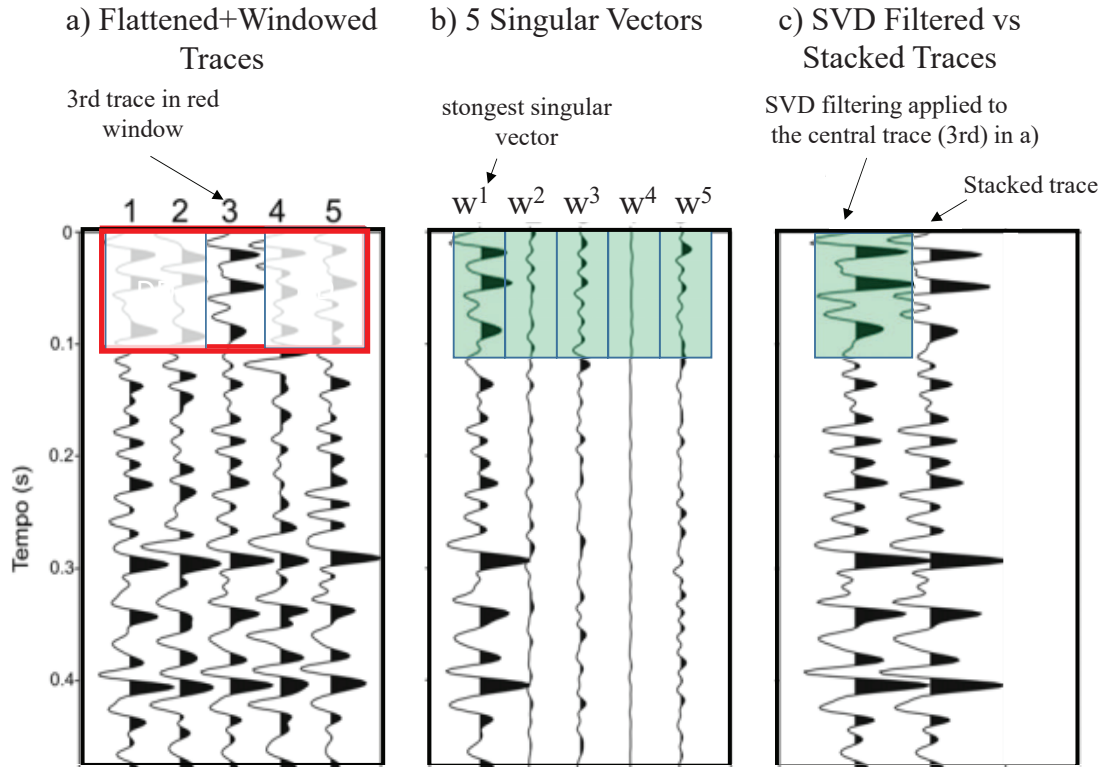 a) Flattened+Windowed
Traces
b) 5 Singular Vectors
c) SVD Filtered vs
Stacked Traces
3rd trace in red
window
stongest singular
vector
SVD filtering applied to
the central trace (3rd) in a)
Stacked trace
1 2 3 4 5
w1 w2 w3 w4 w5
0
0.1
0.2
0.3
0.4
Tempo (s)